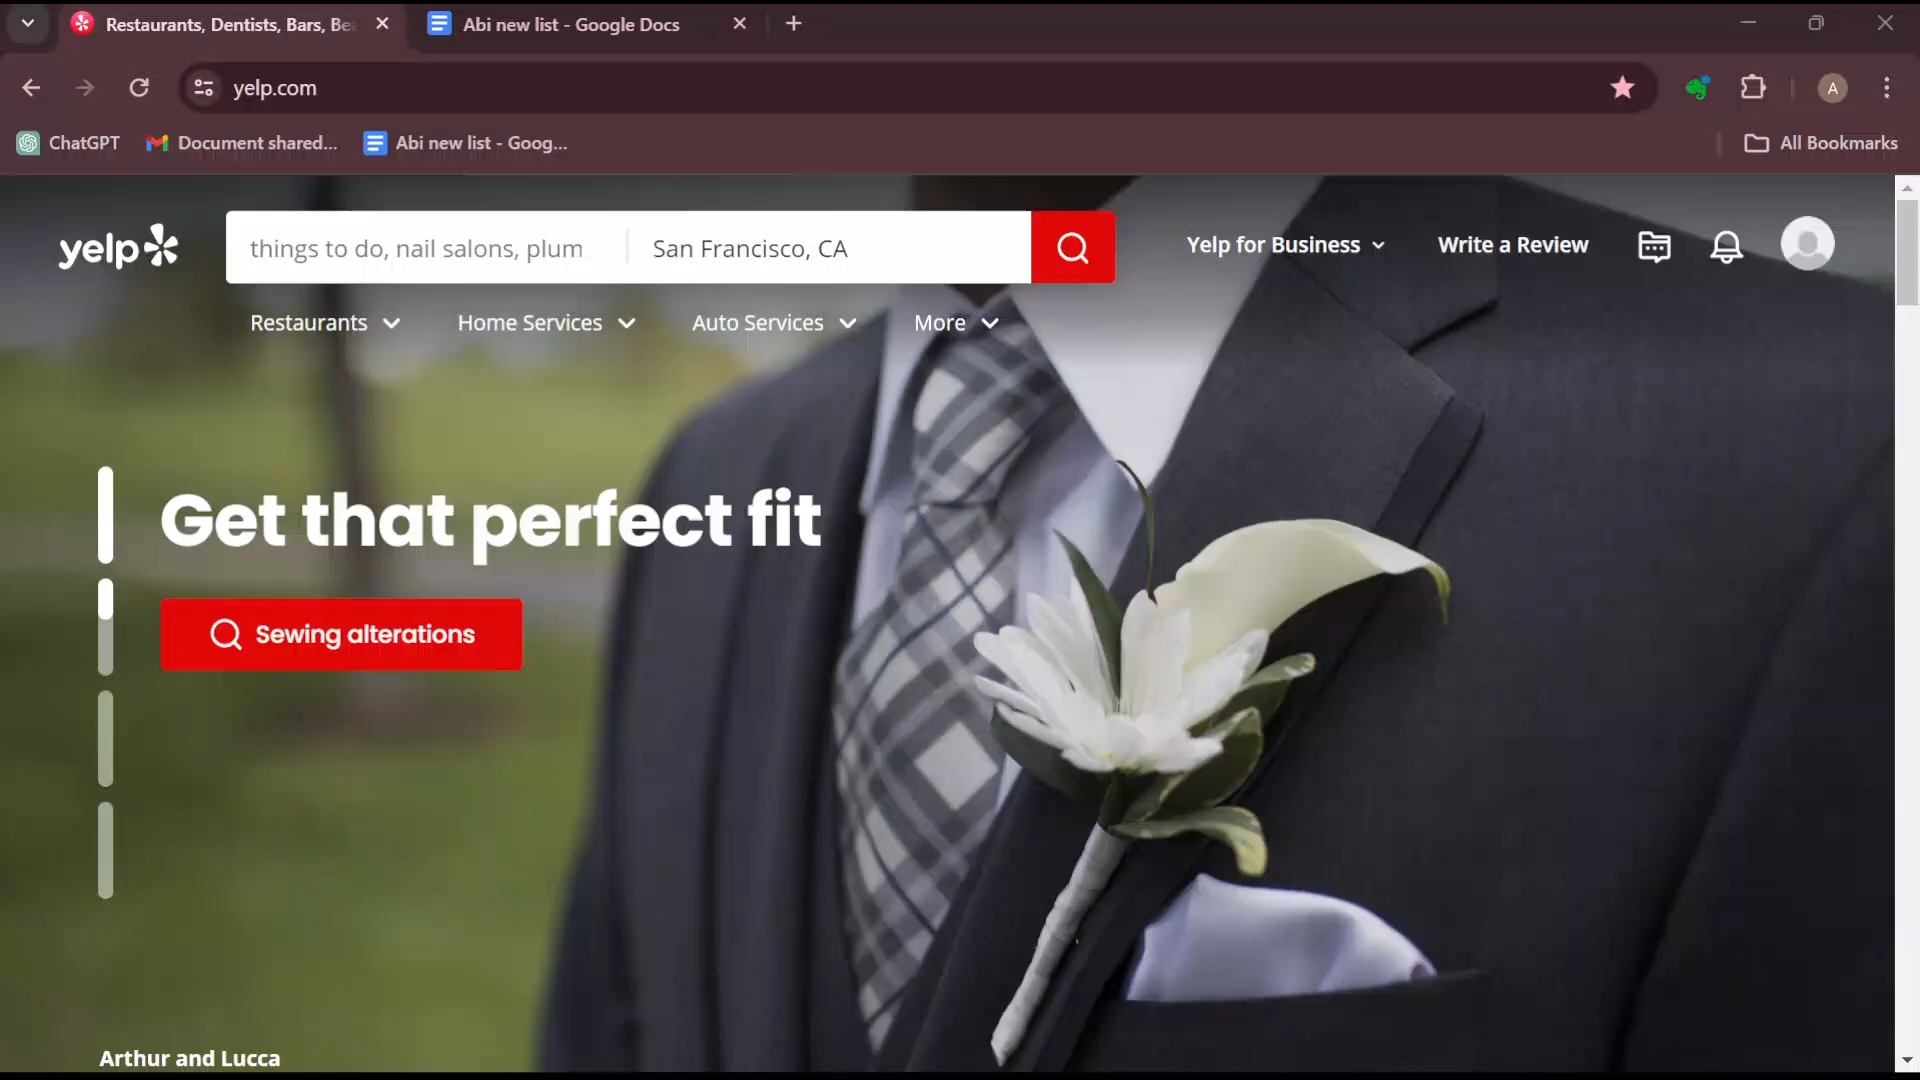 Restaurants, Dentists, Bars, Be
Abi new list - Google Docs
yelp.com
A
ChatGPT
Document shared...
Abi new list - Goog...
All Bookmarks
yelp
things to do, nail salons, plum
San Francisco, CA
Yelp for Business
Write a Review
Restaurants
Home Services
Auto Services
More
Get that perfect fit
Sewing alterations
Arthur and Lucca